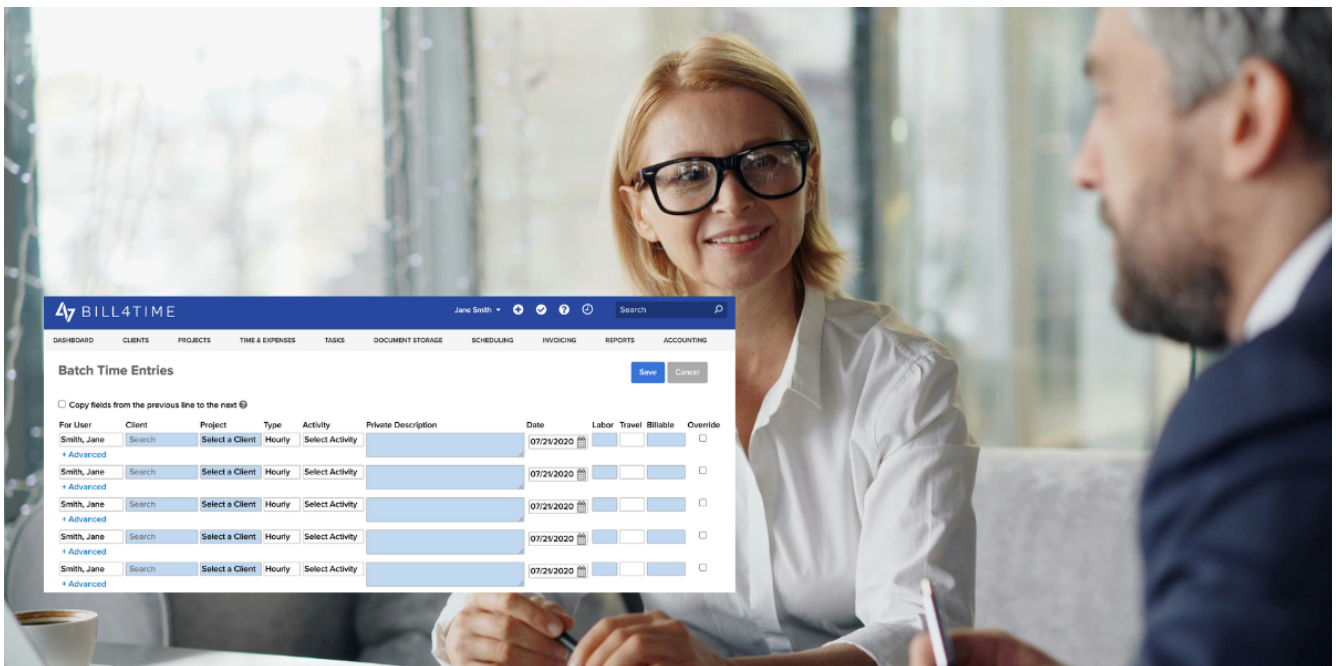 BILL4TIME Jane Smith Search
DASHBOARD CLIENTS PROJECTS TIME & EXPENSES TASKS DOCUMENT STORAGE SCHEDULING INVOICING REPORTS ACCOUNTING
Batch Time Entries Save Cancel
Copy fields from the previous line to the next
For User Client Project Type Activity Private Description Date Labor Travel Billable Override
Smith, Jane Search Select a Client Hourly Select Activity 07/21/2020
+ Advanced
Smith, Jane Search Select a Client Hourly Select Activity 07/21/2020
+ Advanced
Smith, Jane Search Select a Client Hourly Select Activity 07/21/2020
+ Advanced
Smith, Jane Search Select a Client Hourly Select Activity 07/21/2020
+ Advanced
Smith, Jane Search Select a Client Hourly Select Activity 07/21/2020
+ Advanced